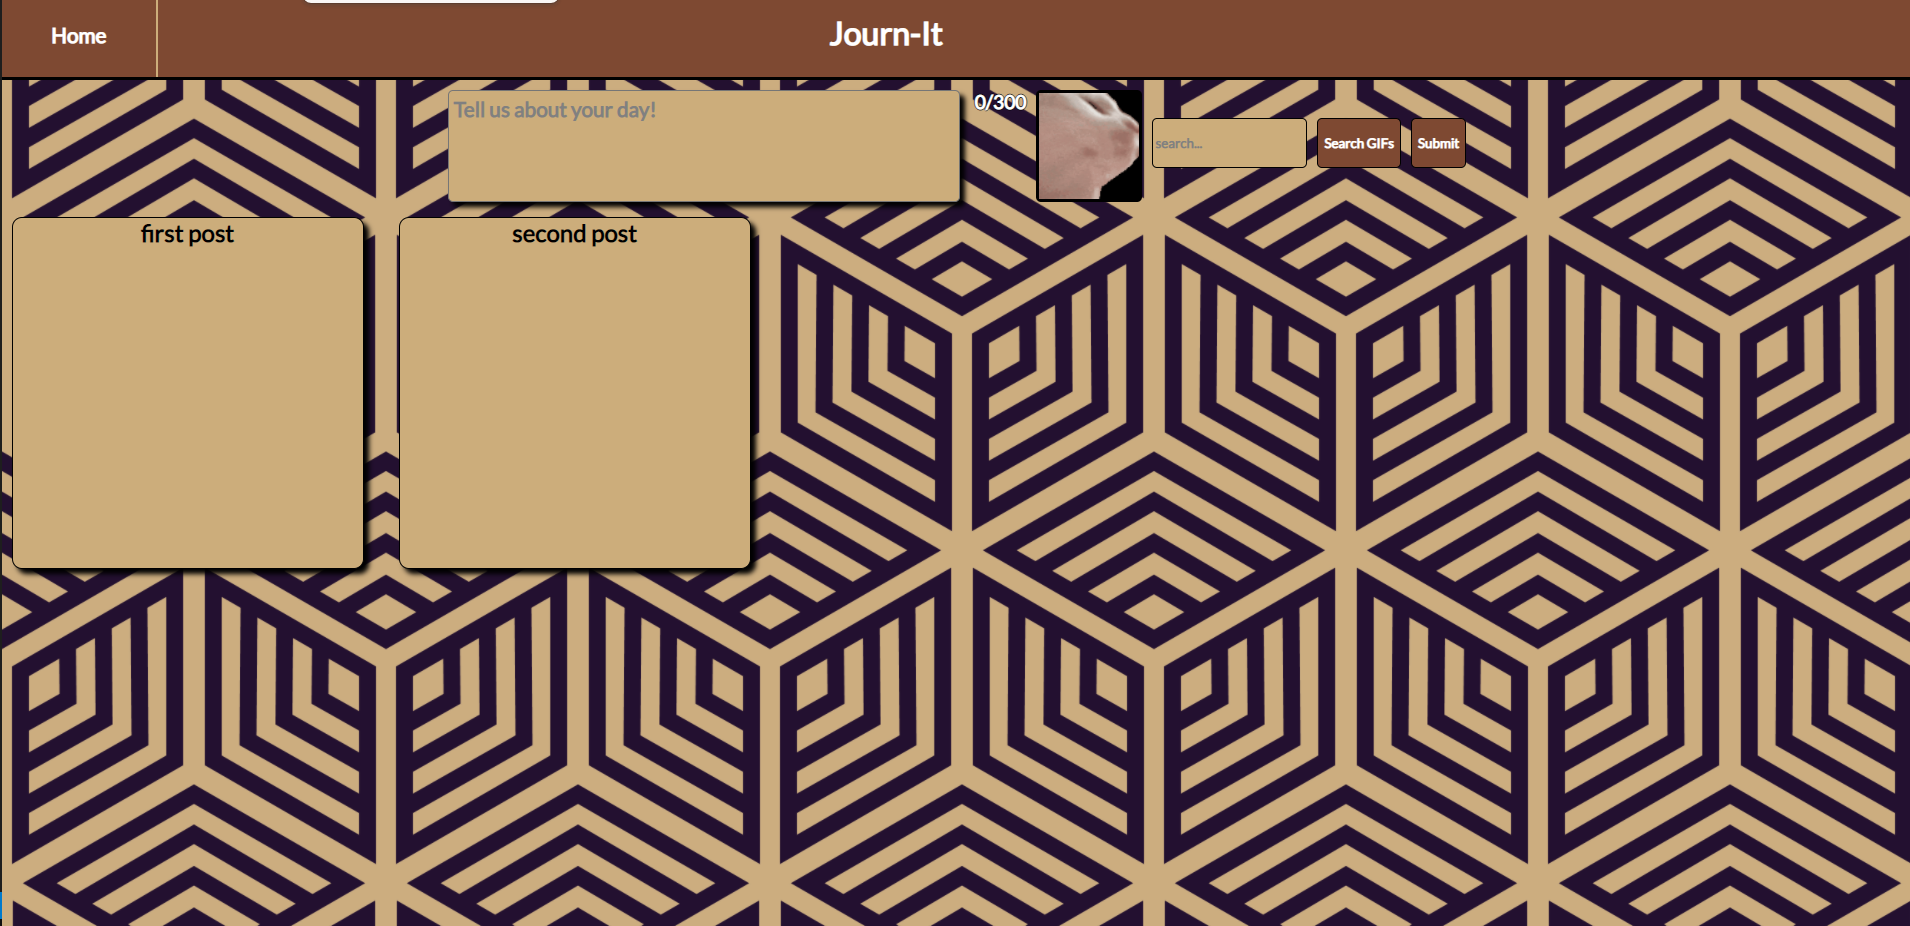 Home
Journ-It
Tell us about your day!
0/300
search...
Search GIFs
Submit
first post
second post